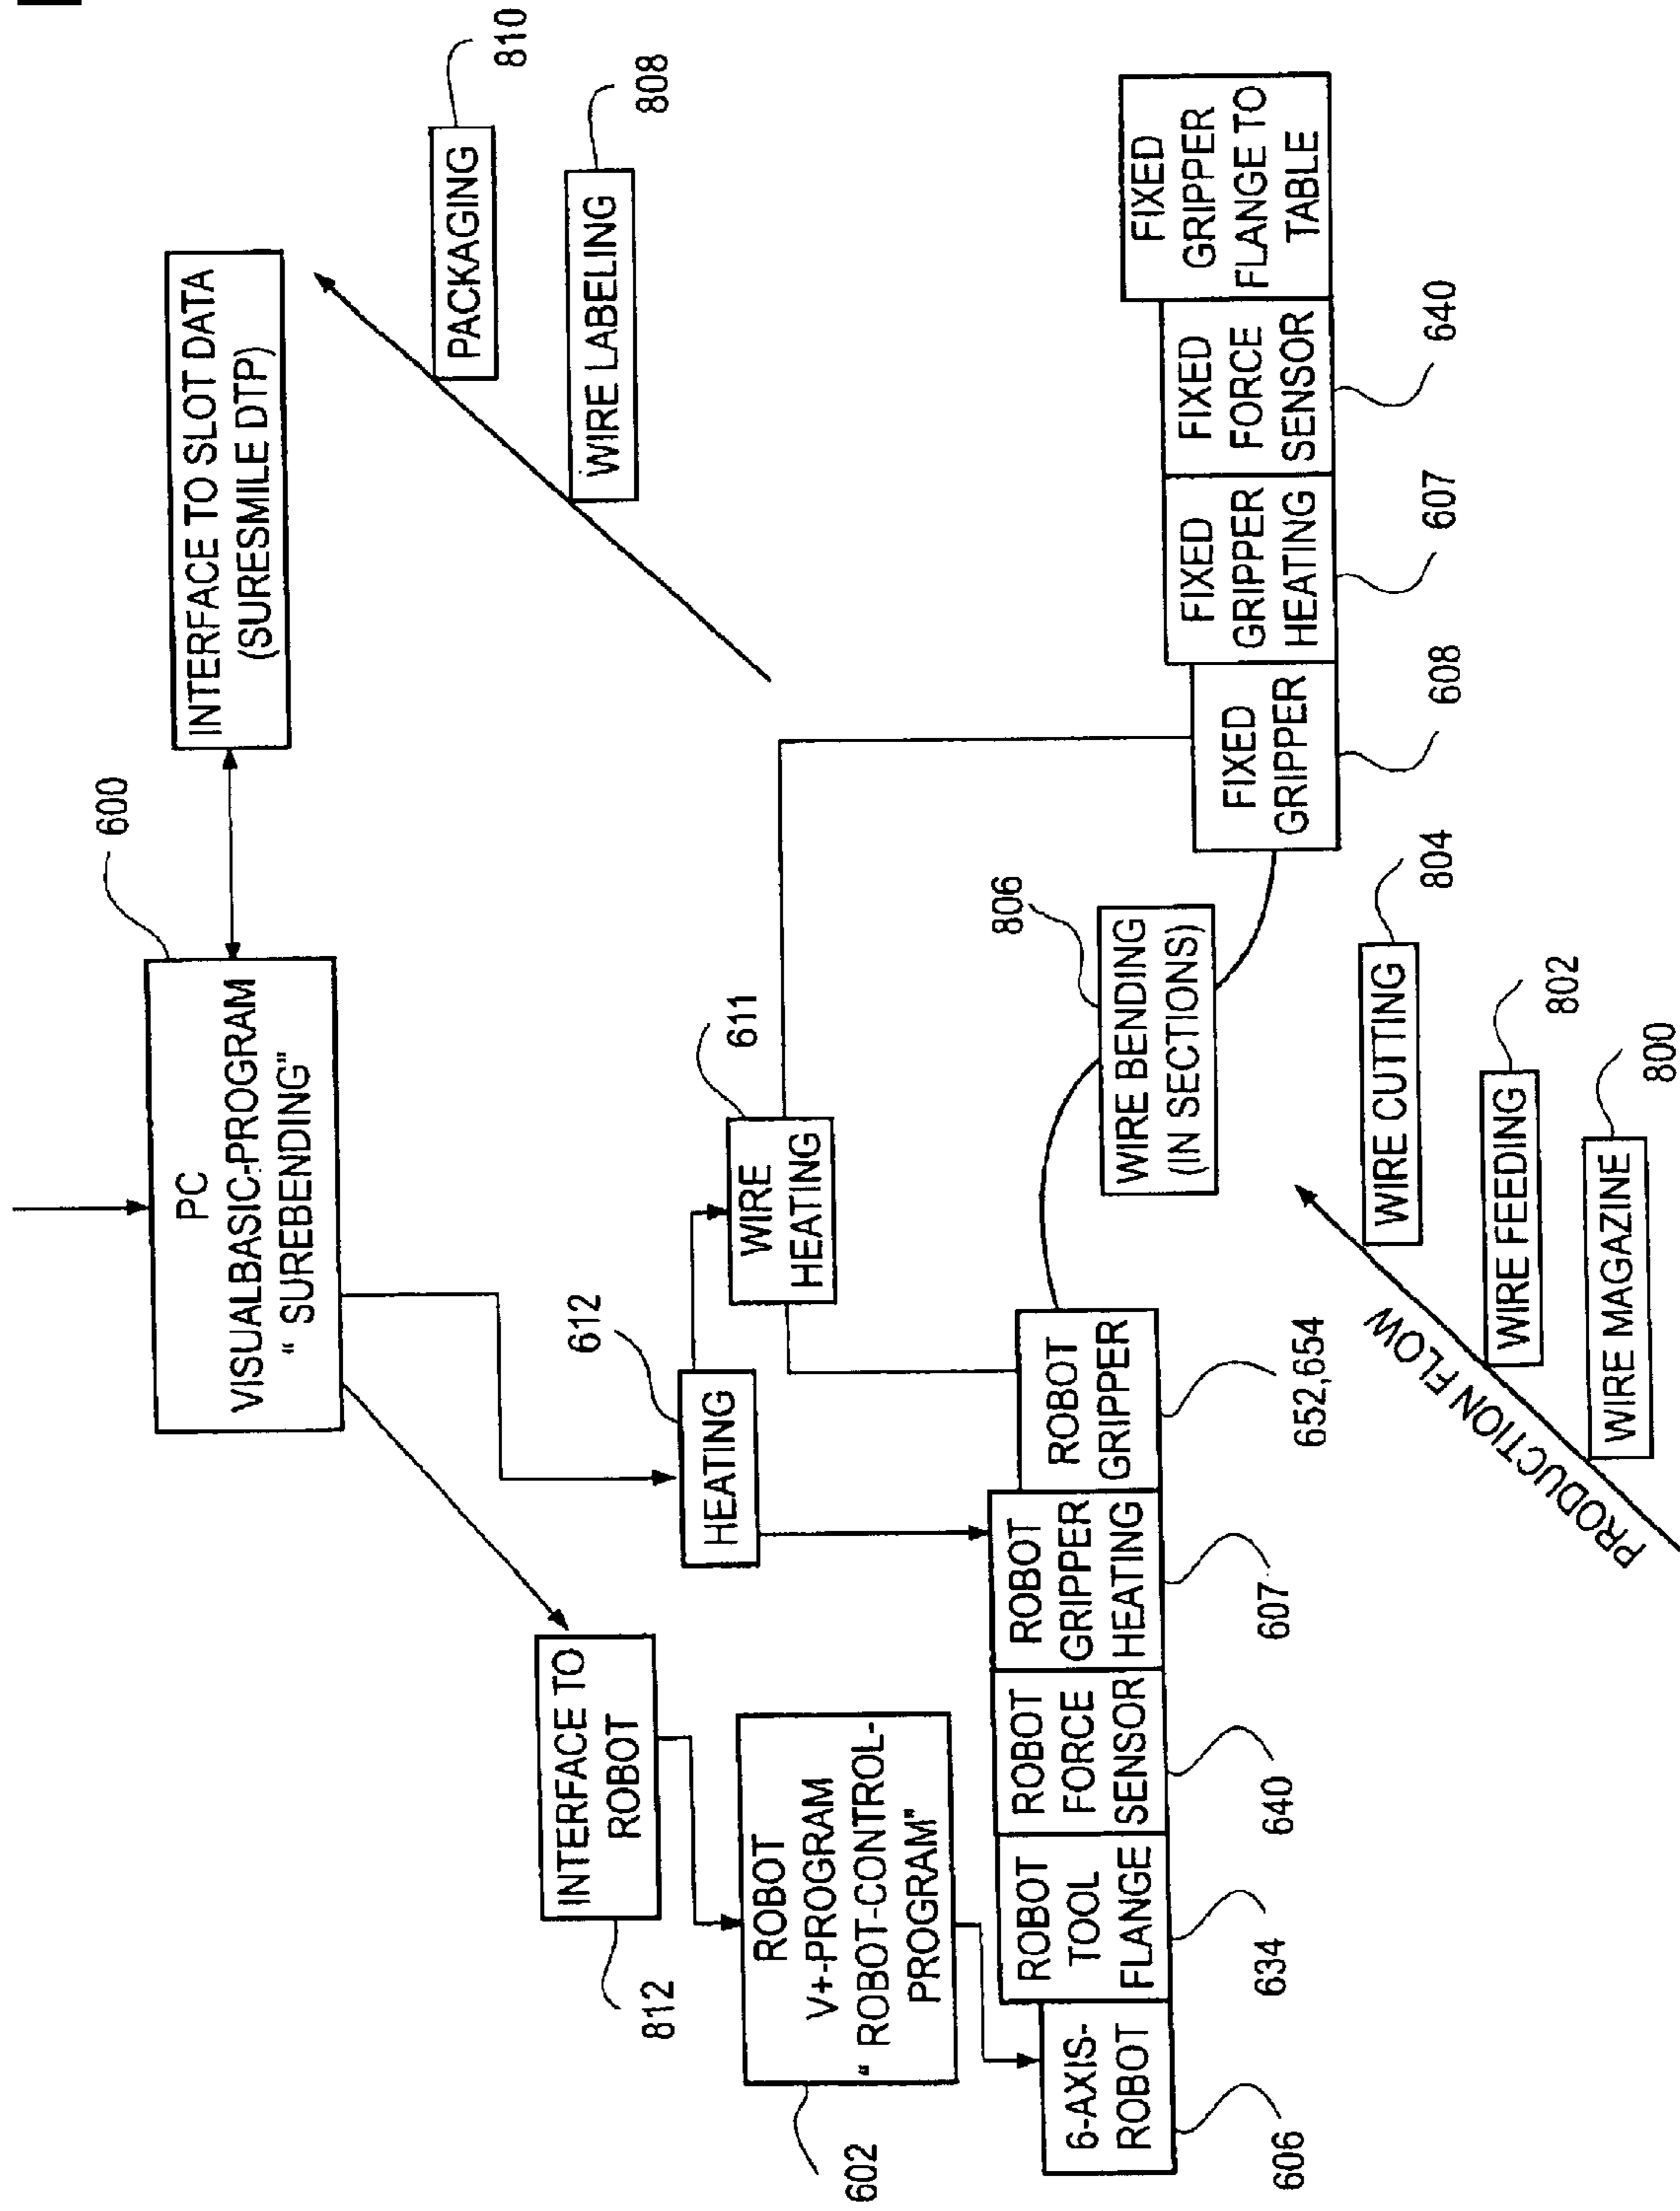 600
PC
VISUALBASIC-PROGRAM
“ SUREBENDING”
INTERFACE TO SLOT DATA
(SURESMILE DTP)
810
PACKAGING
808
WIRE LABELING
INTERFACE TO
ROBOT
812
612
HEATING
611
WIRE
HEATING
ROBOT
V+-PROGRAM
“ ROBOT-CONTROL-
PROGRAM”
602
6-AXIS-
ROBOT
606
ROBOT
TOOL
FLANGE
634
ROBOT
FORCE
SENSOR
640
ROBOT
GRIPPER
HEATING
607
ROBOT
GRIPPER
652,654
806
WIRE BENDING
(IN SECTIONS)
FIXED
GRIPPER
608
FIXED
GRIPPER
HEATING
607
FIXED
FORCE
SENSOR
640
FIXED
GRIPPER
FLANGE TO
TABLE
WIRE CUTTING
804
WIRE FEEDING
802
WIRE MAGAZINE
800
PRODUCTION FLOW